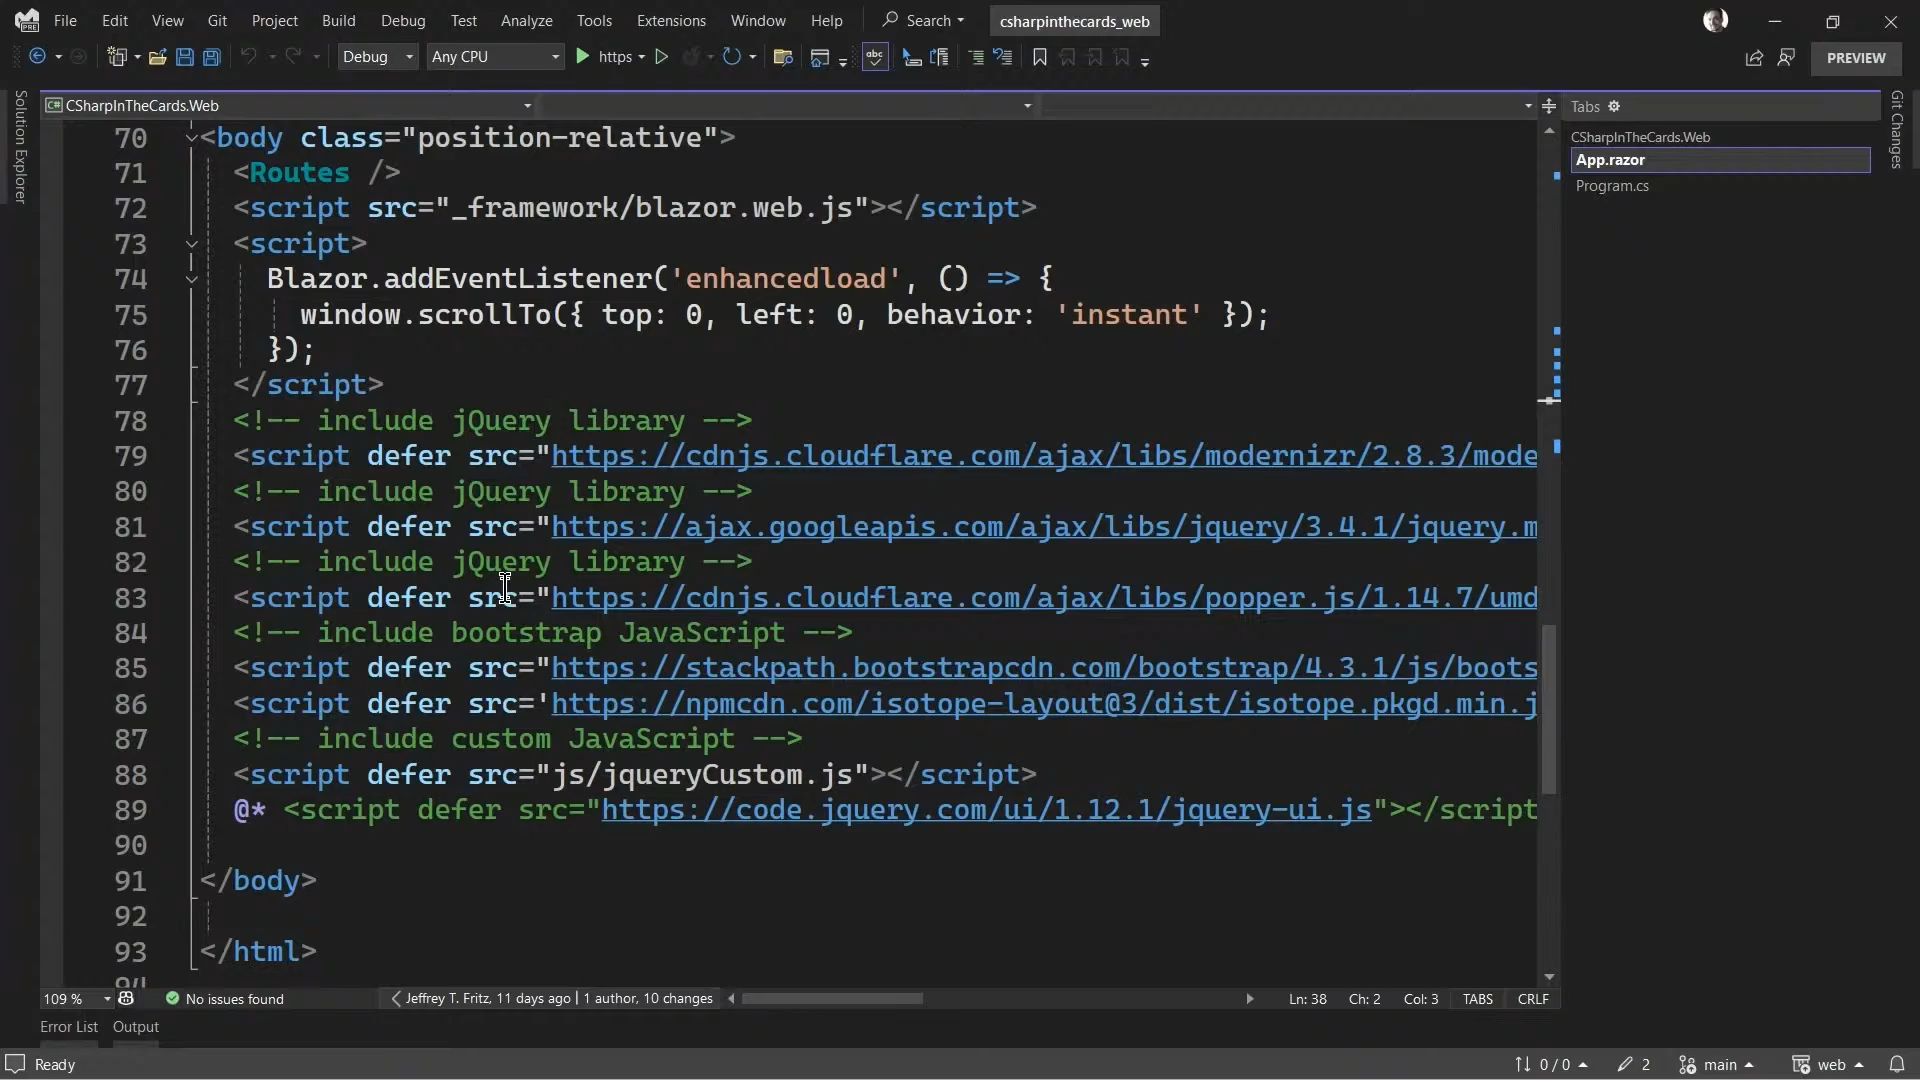 File Edit View Git Project Build Debug Test Analyze Tools Extensions Window Help Search csharpinthecards_web
Debug Any CPU https PREVIEW
Solution Explorer
C# CSharpInTheCards.Web
Tabs
CSharpInTheCards.Web
App.razor
Program.cs
Git Changes
70 <body class="position-relative">
71 <Routes />
72 <script src="_framework/blazor.web.js"></script>
73 <script>
74 Blazor.addEventListener('enhancedload', () => {
75 window.scrollTo({ top: 0, left: 0, behavior: 'instant' });
76 });
77 </script>
78 <!-- include jQuery library -->
79 <script defer src="https://cdnjs.cloudflare.com/ajax/libs/modernizr/2.8.3/mode
80 <!-- include jQuery library -->
81 <script defer src="https://ajax.googleapis.com/ajax/libs/jquery/3.4.1/jquery.m
82 <!-- include jQuery library -->
83 <script defer src="https://cdnjs.cloudflare.com/ajax/libs/popper.js/1.14.7/umd
84 <!-- include bootstrap JavaScript -->
85 <script defer src="https://stackpath.bootstrapcdn.com/bootstrap/4.3.1/js/boots
86 <script defer src='https://npmcdn.com/isotope-layout@3/dist/isotope.pkgd.min.j
87 <!-- include custom JavaScript -->
88 <script defer src="js/jqueryCustom.js"></script>
89 @* <script defer src="https://code.jquery.com/ui/1.12.1/jquery-ui.js"></script
90
91 </body>
92
93 </html>
94
109 % No issues found Jeffrey T. Fritz, 11 days ago | 1 author, 10 changes Ln: 38 Ch: 2 Col: 3 TABS CRLF
Error List Output
Ready 0 / 0 2 main web